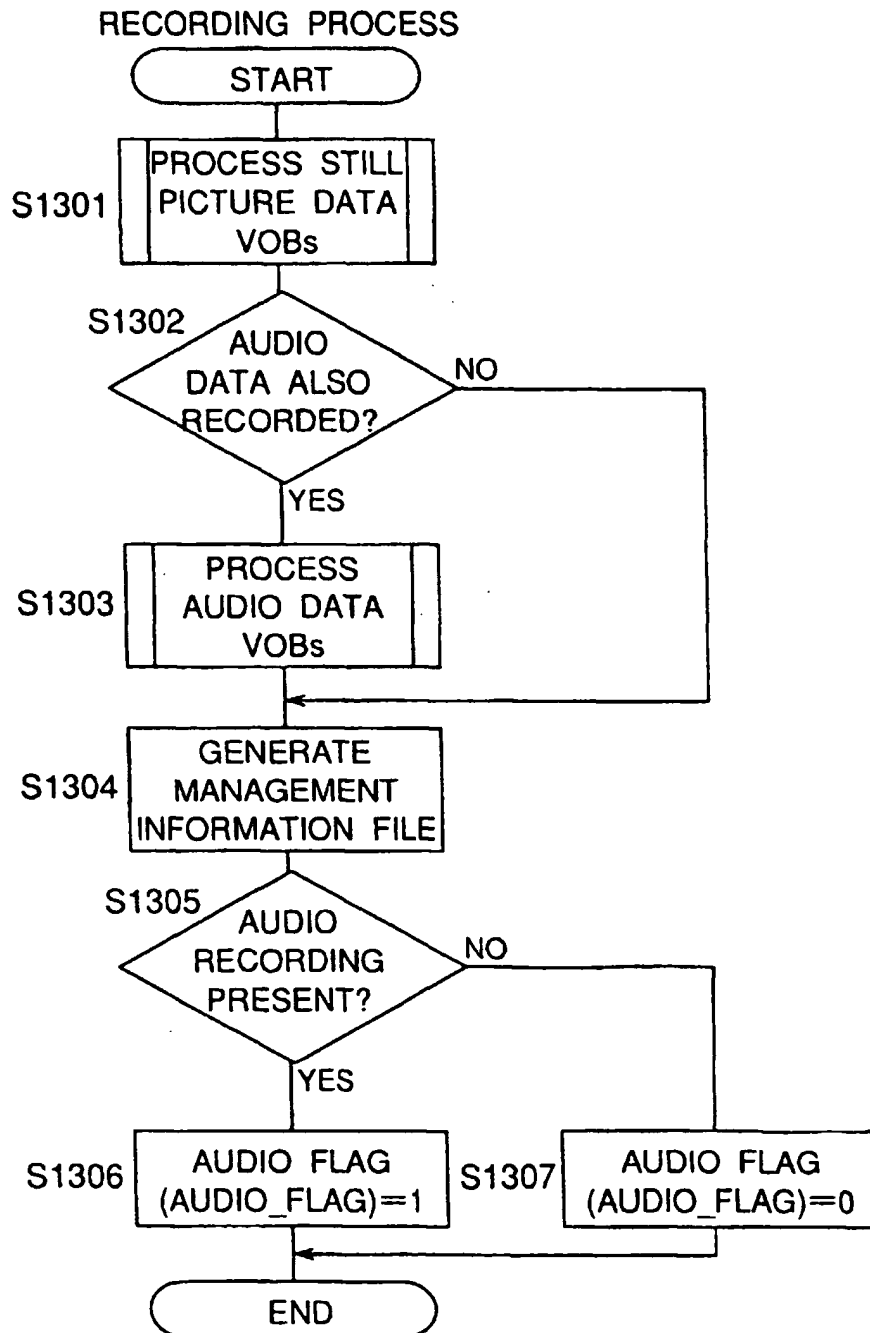 RECORDING PROCESS
START
S1301
PROCESS STILL
PICTURE DATA
VOBs
S1302
AUDIO
DATA ALSO
RECORDED?
NO
YES
S1303
PROCESS
AUDIO DATA
VOBs
S1304
GENERATE
MANAGEMENT
INFORMATION FILE
S1305
AUDIO
RECORDING
PRESENT?
NO
YES
S1306
AUDIO FLAG
(AUDIO_FLAG)=1
S1307
AUDIO FLAG
(AUDIO_FLAG)=0
END